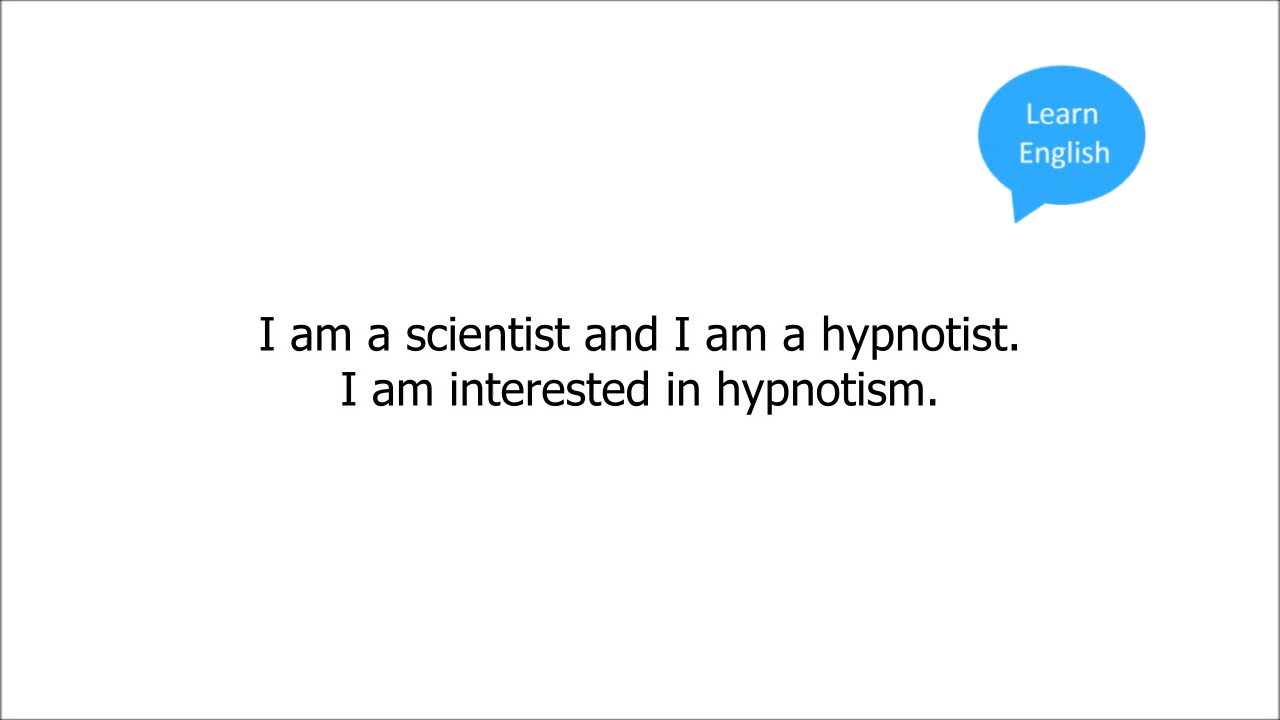 Learn
English
I am a scientist and I am a hypnotist.
I am interested in hypnotism.